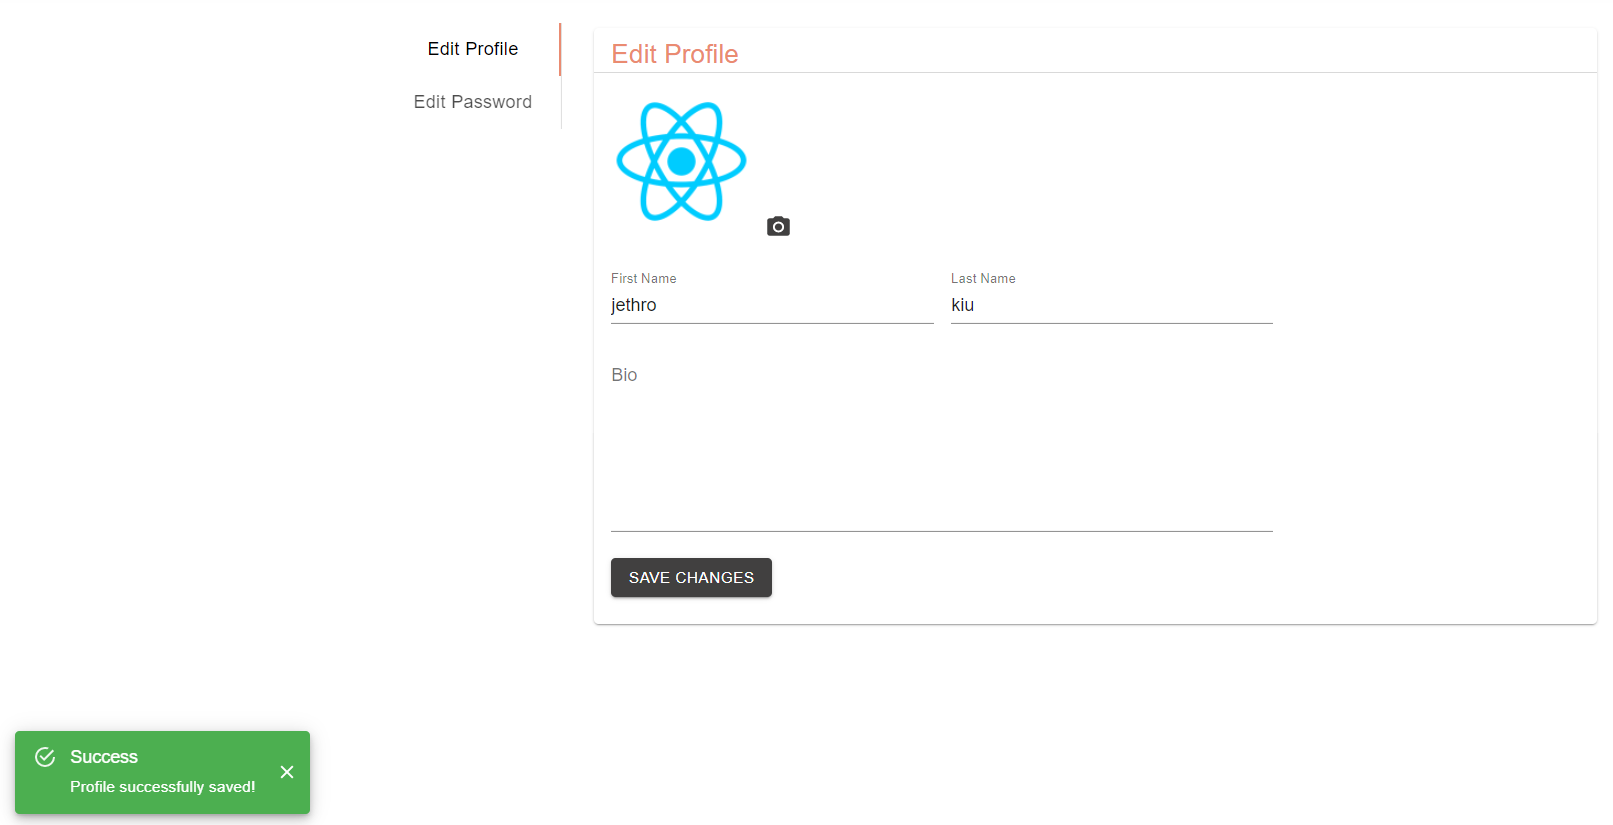 Edit Profile
Edit Password
Edit Profile
First Name
jethro
Last Name
kiu
Bio
SAVE CHANGES
Success
Profile successfully saved!